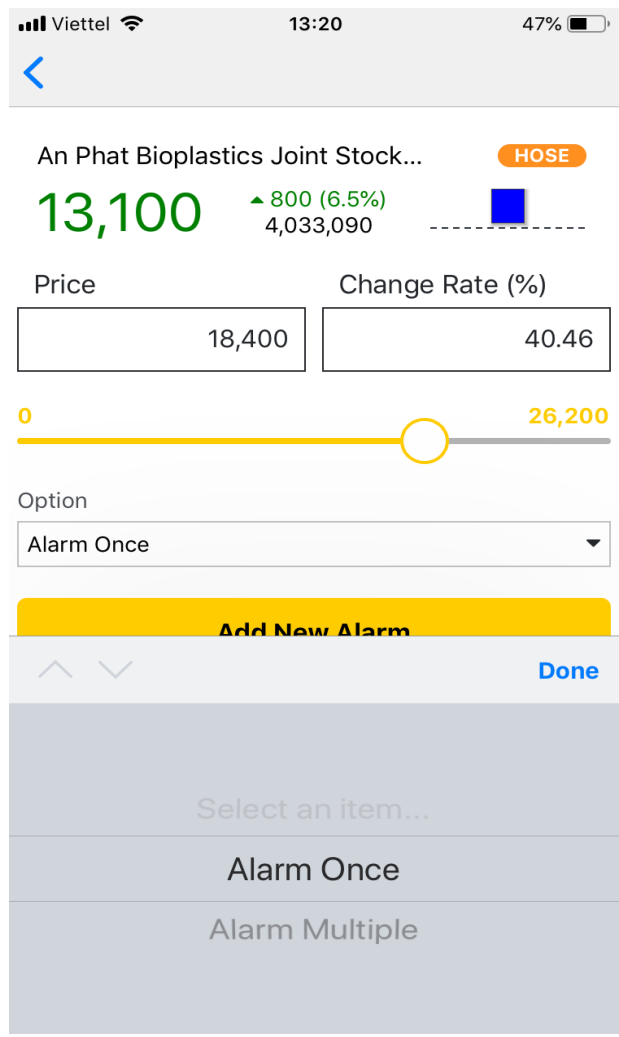 Viettel 13:20 47%
An Phat Bioplastics Joint Stock... HOSE
13,100 800 (6.5%)
4,033,090
Price Change Rate (%)
18,400 40.46
0 26,200
Option
Alarm Once
Add New Alarm
Done
Select an item...
Alarm Once
Alarm Multiple